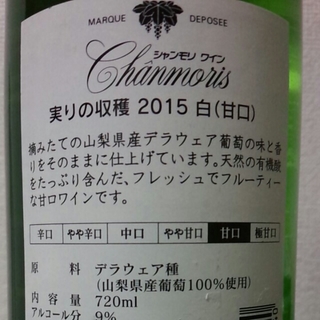 MARQUE DEPOSEE
シャンモリ ワイン
Chanmoris
実りの収穫 2015 白(甘口)
摘みたての山梨県産デラウェア葡萄の味と香
りをそのままに仕上げています。天然の有機酸
をたっぷり含んだ、フレッシュでフルーティー
な甘口ワインです。
辛口 やや辛口 中口 やや甘口 甘口 極甘口
原料 デラウェア種
(山梨県産葡萄100%使用)
内容量 720ml
アルコール分 9%